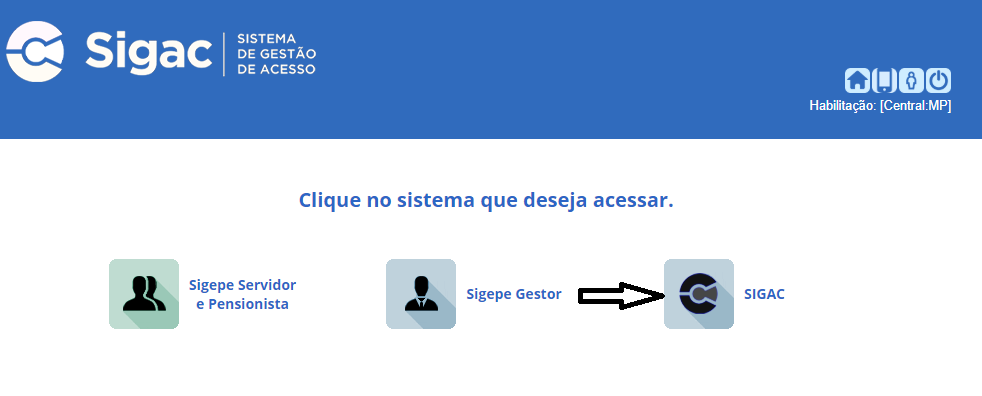 Sigac
SISTEMA
DE GESTÃO
DE ACESSO
Habilitação: [Central:MP]
Clique no sistema que deseja acessar.
Sigepe Servidor
e Pensionista
Sigepe Gestor
SIGAC